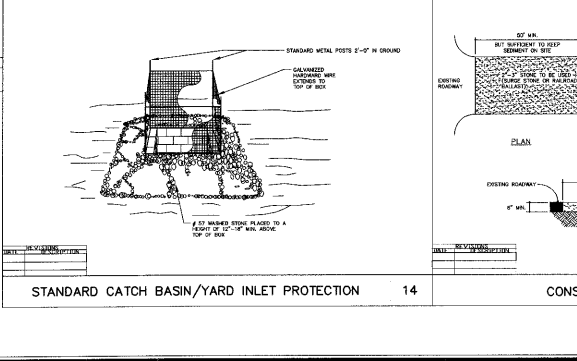 STANDARD METAL POSTS 2'-0" IN GROUND
GALVANIZED
HARDWARD WIRE
EXTENDS TO
TOP OF BOX
# 57 WASHED STONE PLACED TO A
HEIGHT OF 12"-18" MIN. ABOVE
TOP OF BOX
REVISIONS
DATE DESCRIPTION
STANDARD CATCH BASIN/YARD INLET PROTECTION 14
50' MIN.
BUT SUFFICIENT TO KEEP
SEDIMENT ON SITE
EXISTING
ROADWAY
2"-3" STONE TO BE USED
(SURGE STONE OR RAILROAD
BALLAST)
PLAN
EXISTING ROADWAY
6" MIN.
REVISIONS
DATE DESCRIPTION
CONS